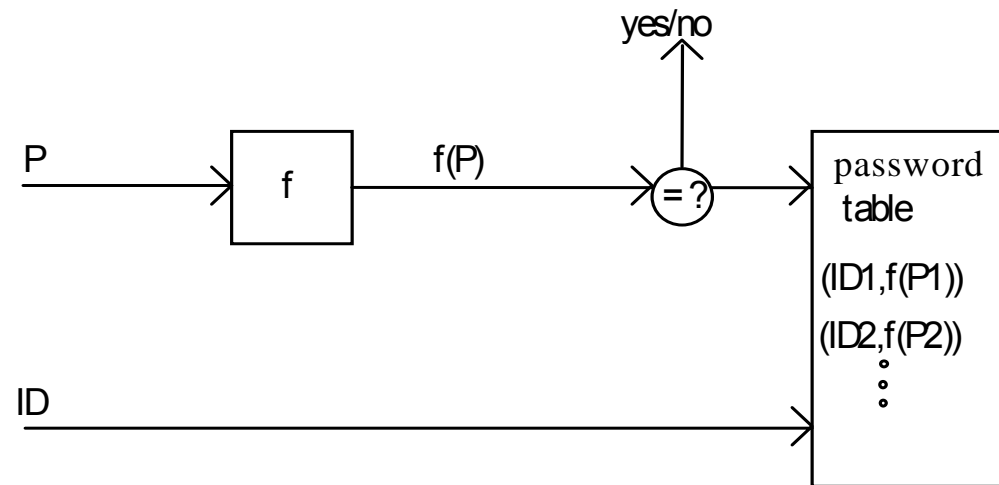 yes/no
P
f
f(P)
= ?
password
table
(ID1,f(P1))
(ID2,f(P2))
ID